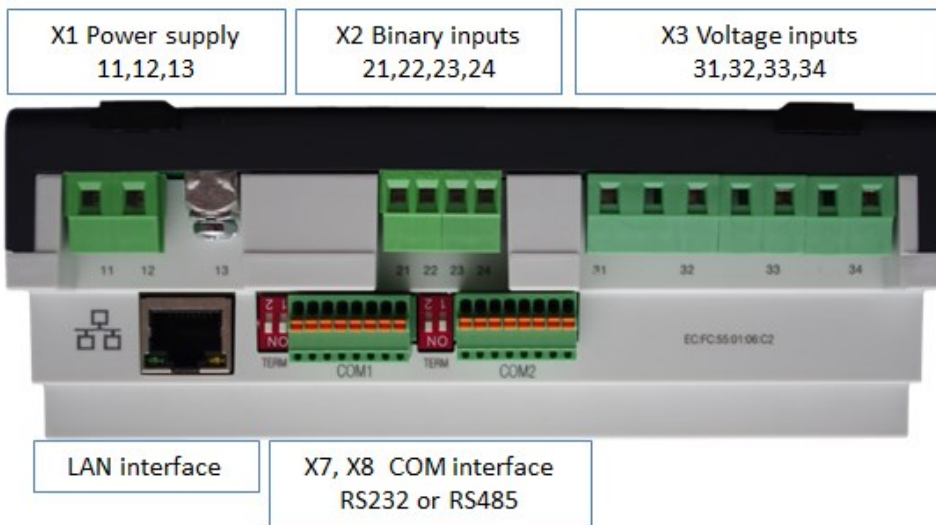 X1 Power supply
11,12,13
X2 Binary inputs
21,22,23,24
X3 Voltage inputs
31,32,33,34
11 12 13 21 22 23 24 31 32 33 34
2 1 ON TERM
COM1
2 1 ON TERM
COM2
EC:FC:55:01:06:C2
LAN interface
X7, X8 COM interface
RS232 or RS485